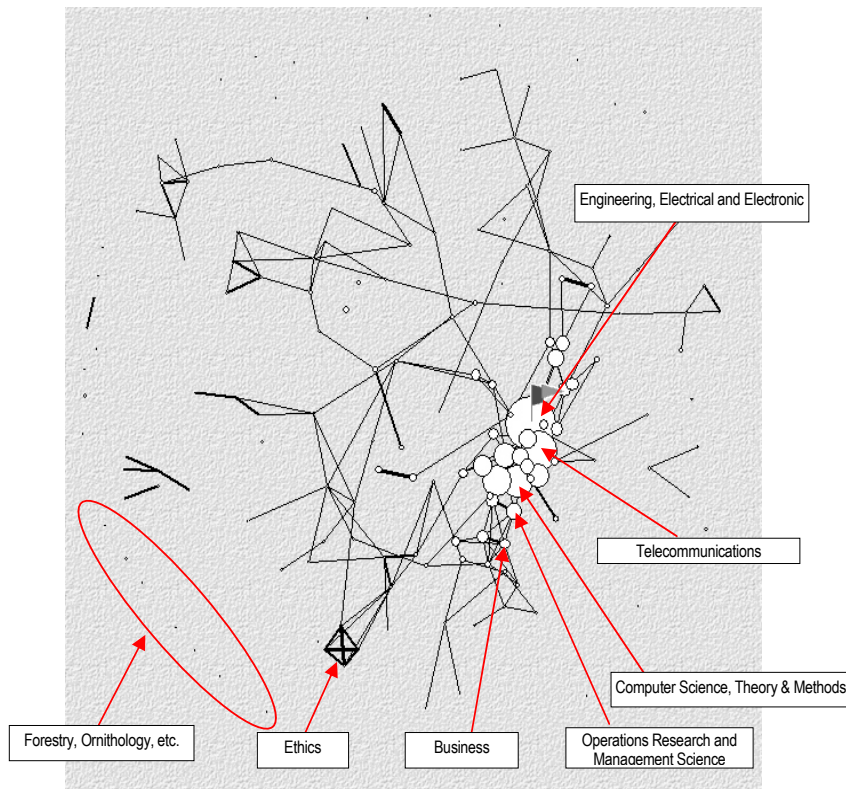 Engineering, Electrical and Electronic
Telecommunications
Computer Science, Theory & Methods
Forestry, Ornithology, etc.
Ethics
Business
Operations Research and
Management Science